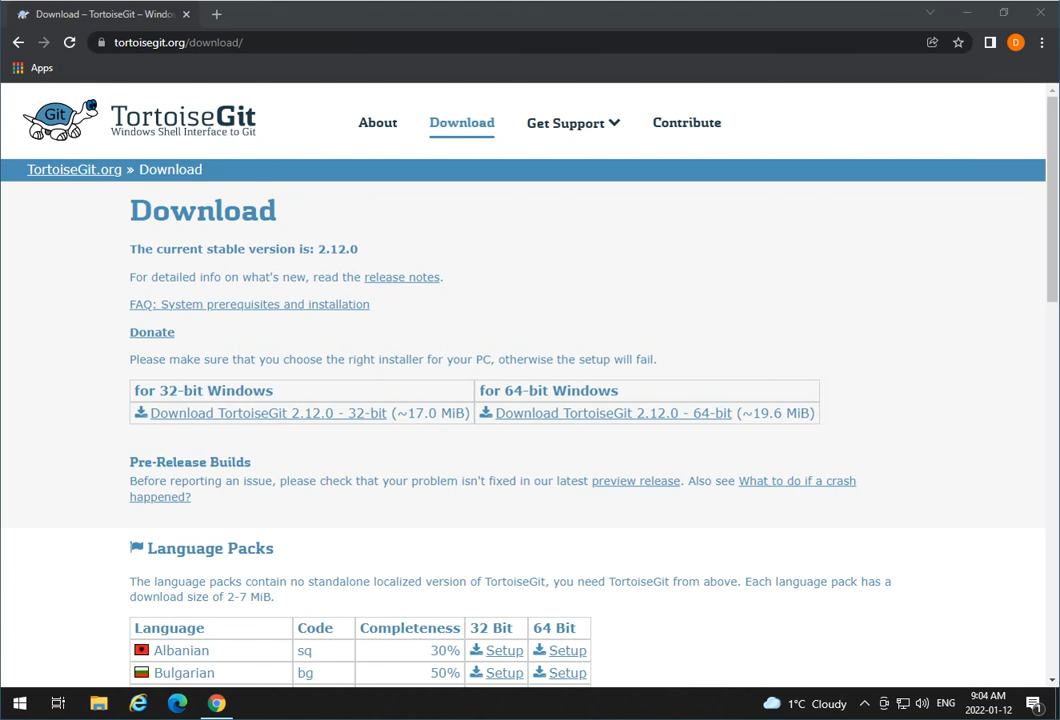 Download – TortoiseGit – Windo
tortoisegit.org/download/
D
Apps
Git
TortoiseGit
Windows Shell Interface to Git
About
Download
Get Support
Contribute
TortoiseGit.org » Download
Download
The current stable version is: 2.12.0
For detailed info on what's new, read the release notes.
FAQ: System prerequisites and installation
Donate
Please make sure that you choose the right installer for your PC, otherwise the setup will fail.
for 32-bit Windows for 64-bit Windows
Download TortoiseGit 2.12.0 - 32-bit (~17.0 MiB) Download TortoiseGit 2.12.0 - 64-bit (~19.6 MiB)
Pre-Release Builds
Before reporting an issue, please check that your problem isn't fixed in our latest preview release. Also see What to do if a crash
happened?
Language Packs
The language packs contain no standalone localized version of TortoiseGit, you need TortoiseGit from above. Each language pack has a
download size of 2-7 MiB.
Language Code Completeness 32 Bit 64 Bit
Albanian sq 30% Setup Setup
Bulgarian bg 50% Setup Setup
1°C Cloudy
ENG
9:04 AM
2022-01-12
1